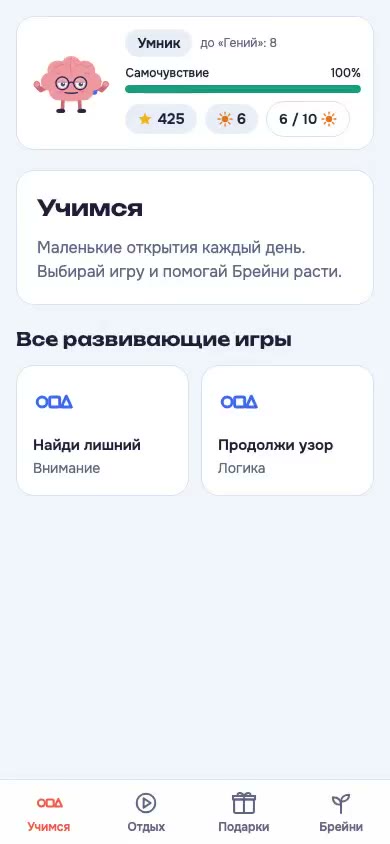 Умник до «Гений»: 8
Самочувствие 100%
425 6 6 / 10
Учимся
Маленькие открытия каждый день.
Выбирай игру и помогай Брейни расти.
Все развивающие игры
Найди лишний
Внимание
Продолжи узор
Логика
Учимся Отдых Подарки Брейни